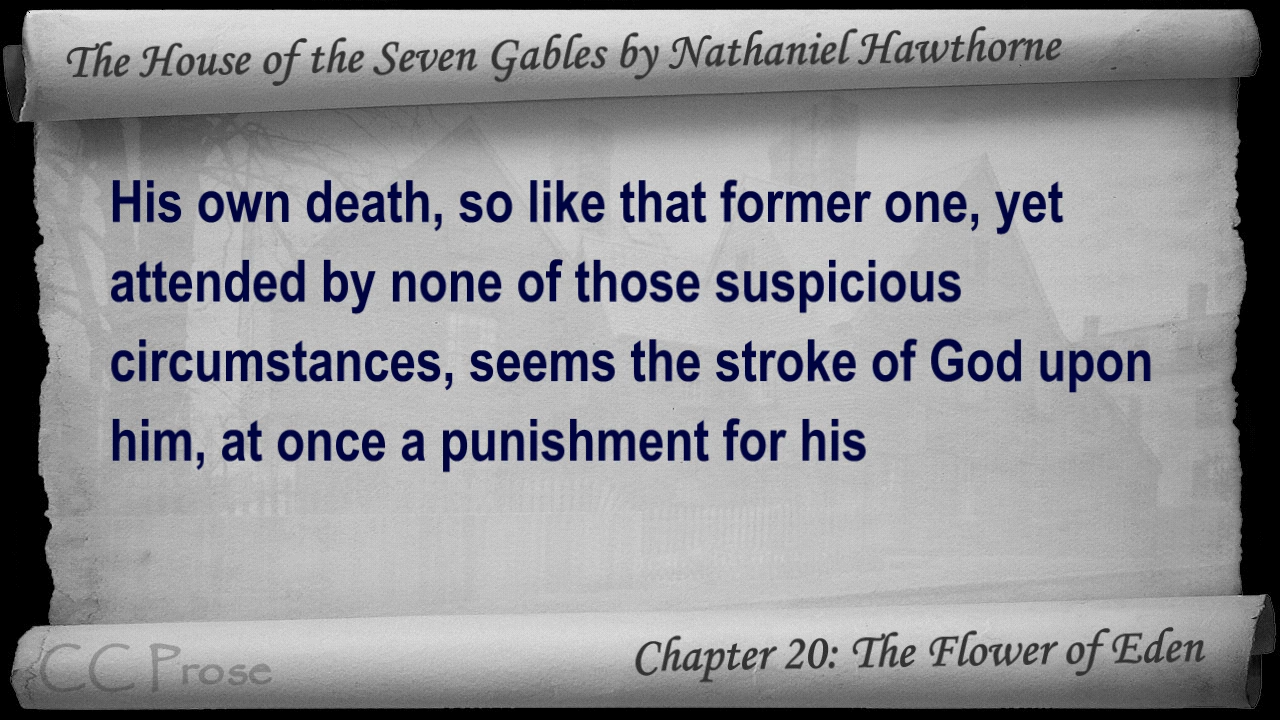 The House of the Seven Gables by Nathaniel Hawthorne
His own death, so like that former one, yet
attended by none of those suspicious
circumstances, seems the stroke of God upon
him, at once a punishment for his
CC Prose
Chapter 20: The Flower of Eden